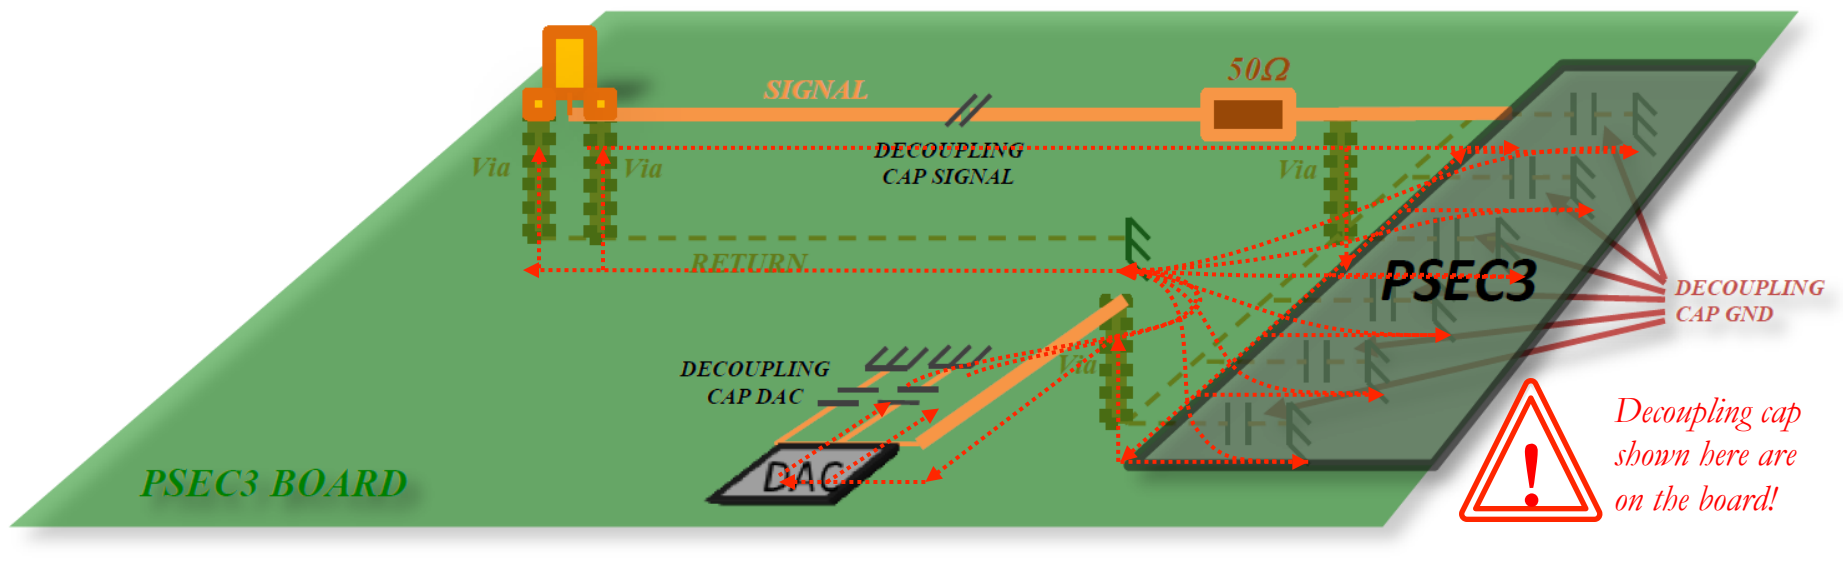 50Ω
SIGNAL
DECOUPLING
CAP SIGNAL
Via
Via
Via
RETURN
PSEC3
DECOUPLING
CAP GND
DECOUPLING
CAP DAC
Via
DAC
PSEC3 BOARD
Decoupling cap
shown here are
on the board!
!